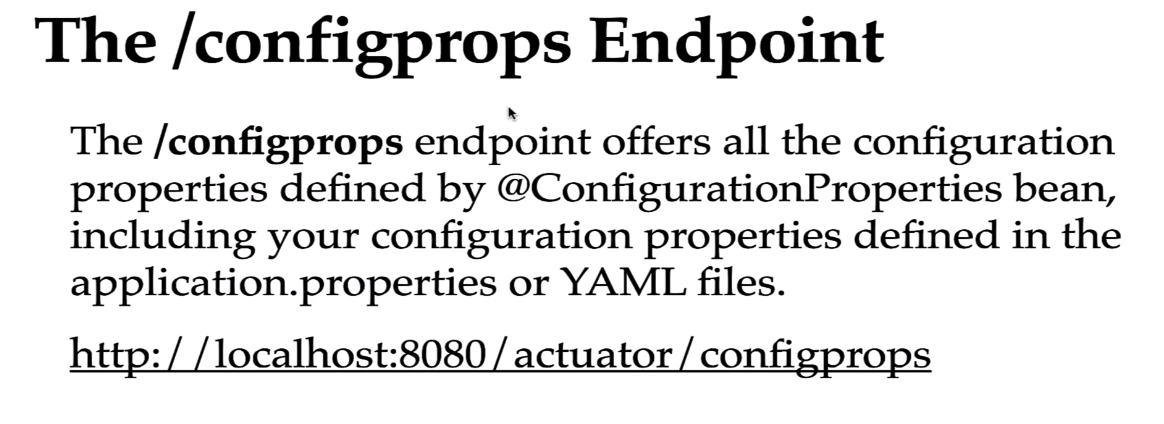 The /configprops Endpoint
The /configprops endpoint offers all the configuration
properties defined by @ConfigurationProperties bean,
including your configuration properties defined in the
application.properties or YAML files.
http://localhost:8080/actuator/configprops